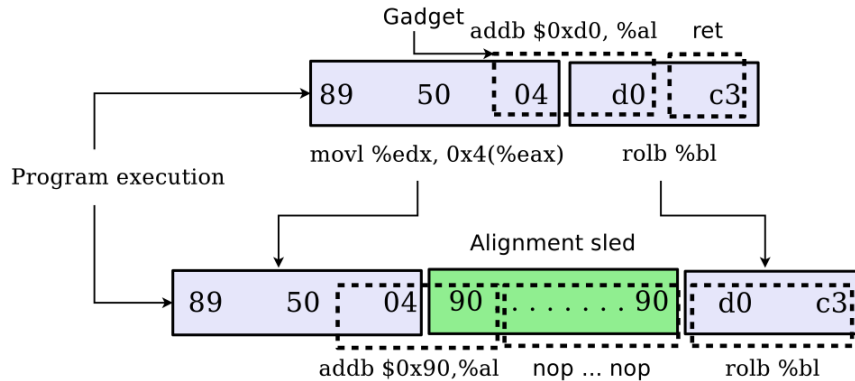 Gadget
addb $0xd0, %al ret
89 50 04 d0 c3
movl %edx, 0x4(%eax) rolb %bl
Program execution
Alignment sled
89 50 04 90 . . . . . . . 90 d0 c3
addb $0x90,%al nop ... nop rolb %bl